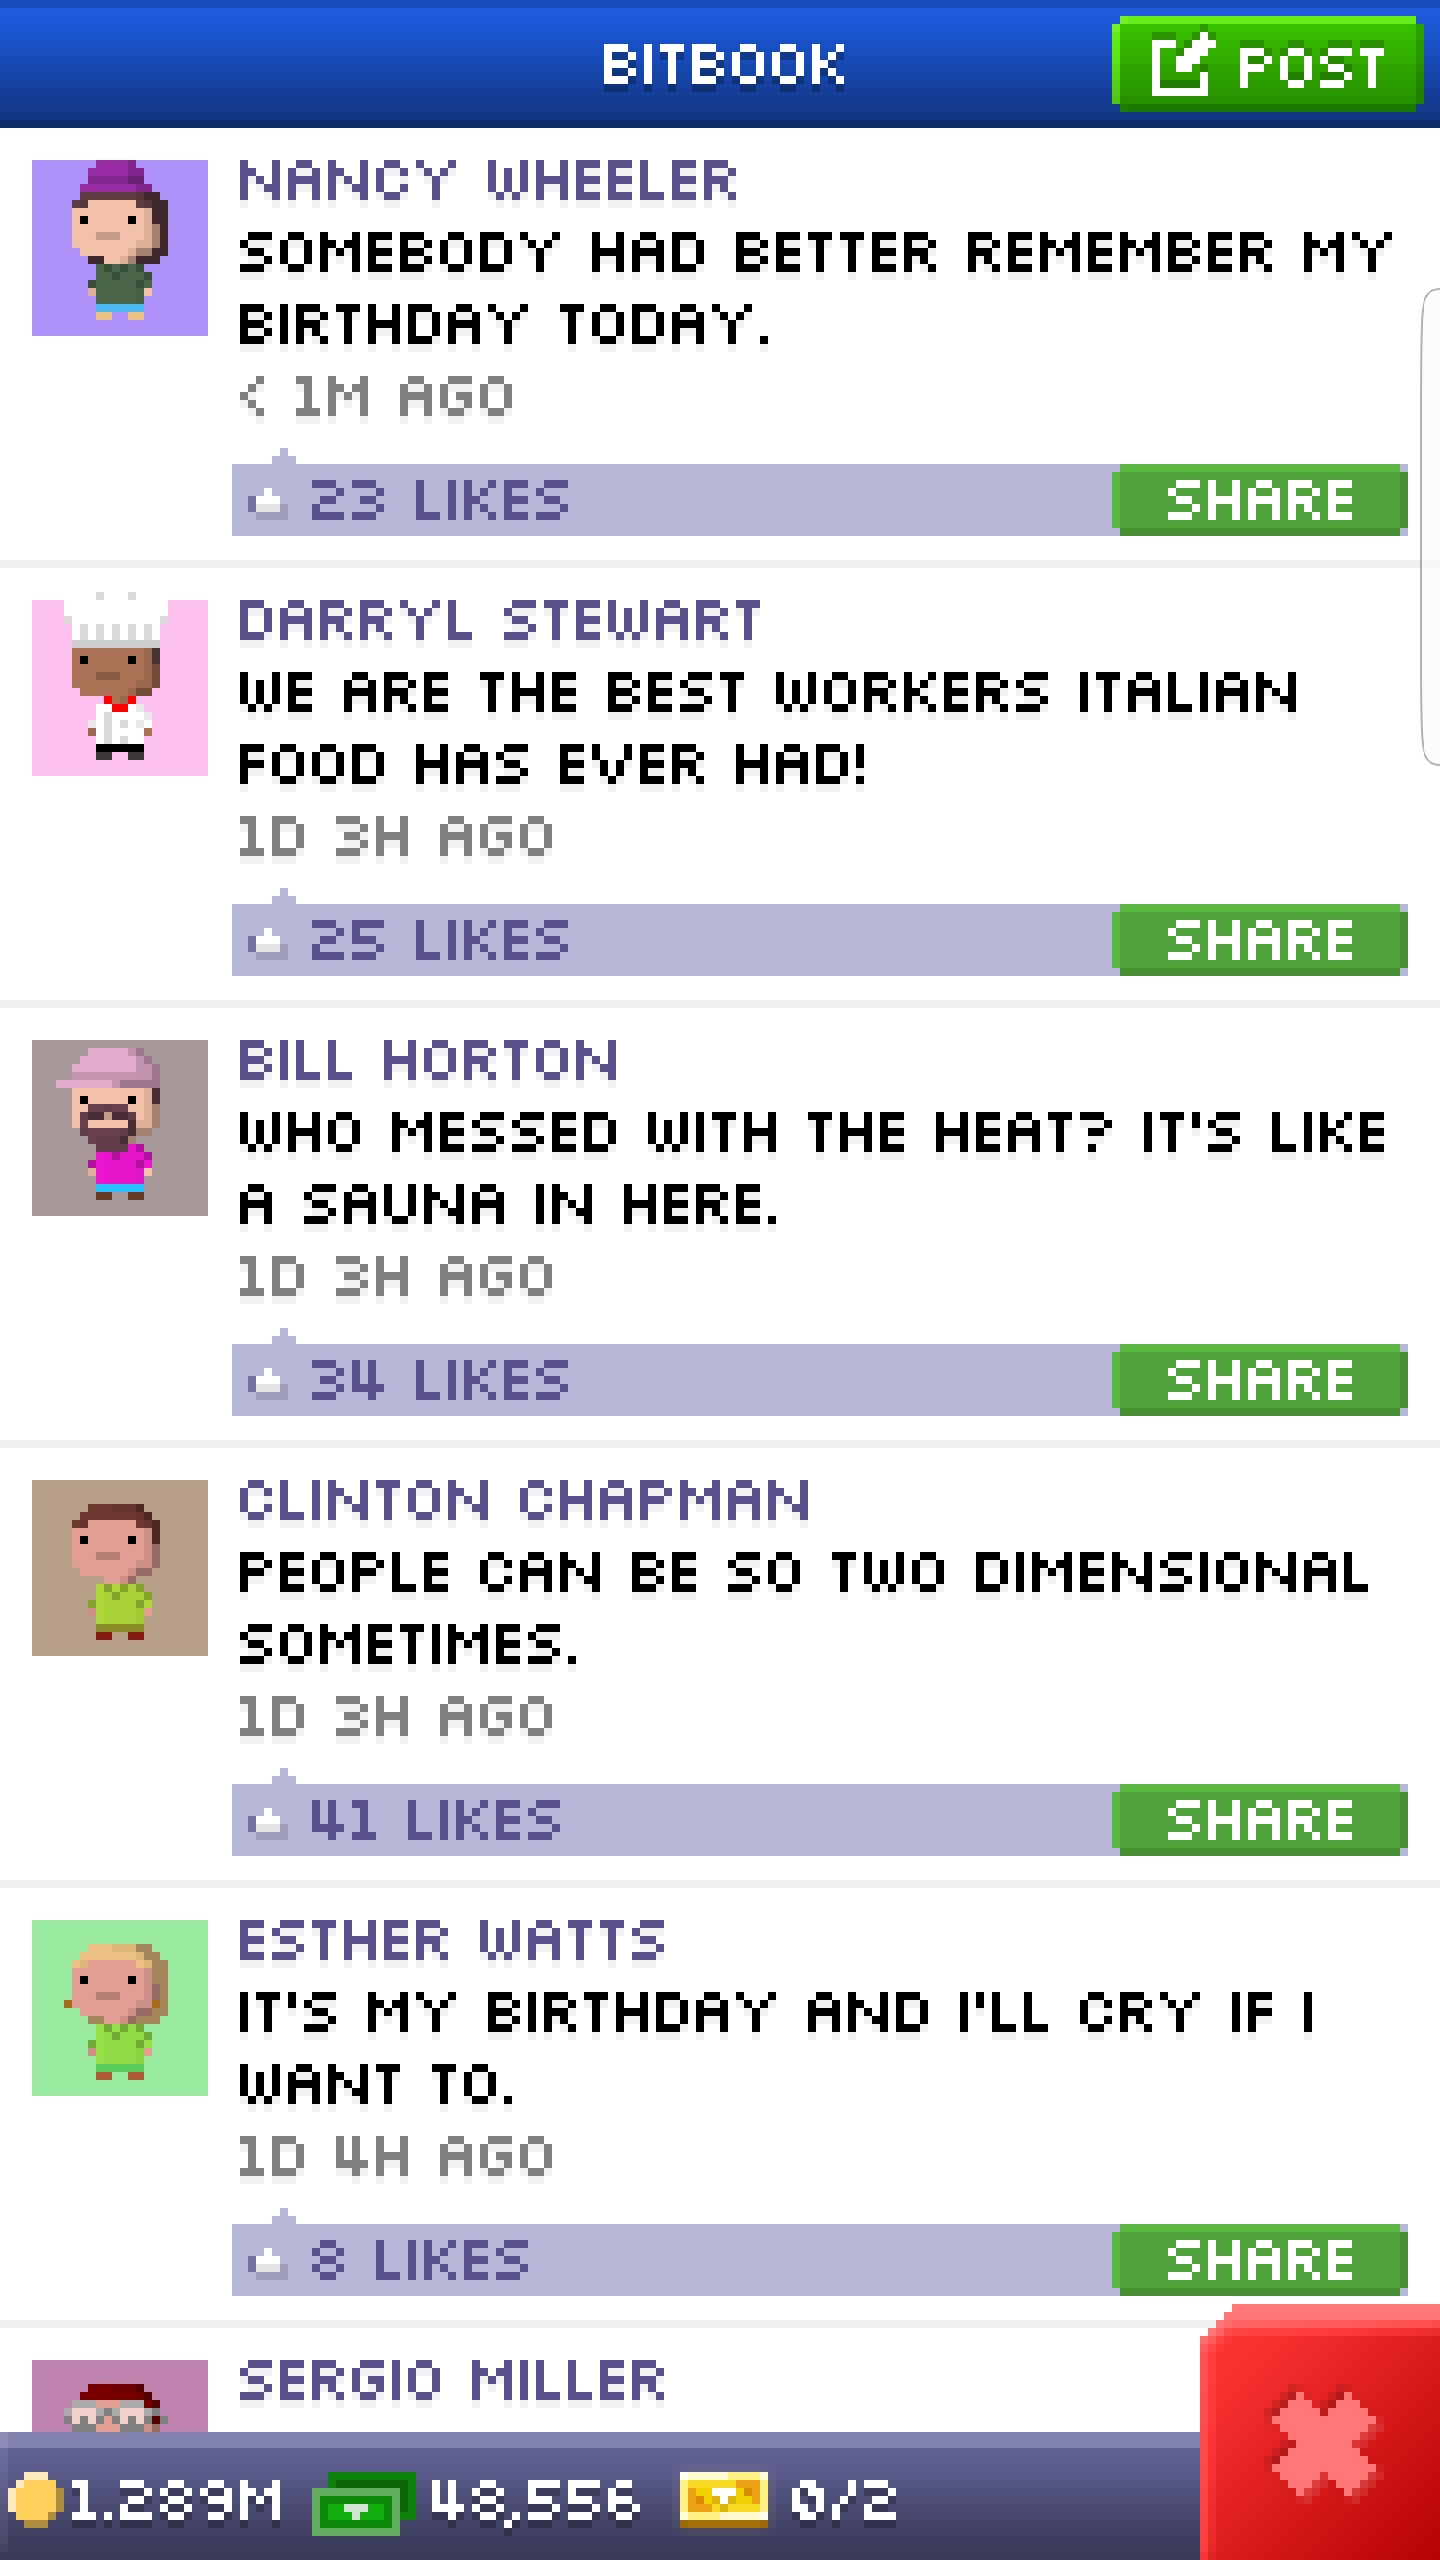 BITBOOK
POST
NANCY WHEELER
SOMEBODY HAD BETTER REMEMBER MY
BIRTHDAY TODAY.
< 1M AGO
23 LIKES
SHARE
DARRYL STEWART
WE ARE THE BEST WORKERS ITALIAN
FOOD HAS EVER HAD!
1D 3H AGO
25 LIKES
SHARE
BILL HORTON
WHO MESSED WITH THE HEAT? IT'S LIKE
A SAUNA IN HERE.
1D 3H AGO
34 LIKES
SHARE
CLINTON CHAPMAN
PEOPLE CAN BE SO TWO DIMENSIONAL
SOMETIMES.
1D 3H AGO
41 LIKES
SHARE
ESTHER WATTS
IT'S MY BIRTHDAY AND I'LL CRY IF I
WANT TO.
1D 4H AGO
8 LIKES
SHARE
SERGIO MILLER
1.289M 48,556 0/2